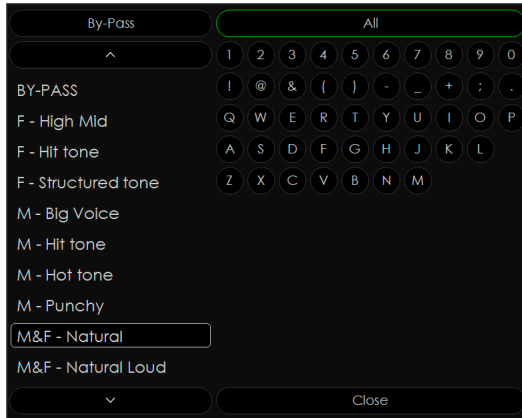 By-Pass
All
1 2 3 4 5 6 7 8 9 0
! @ & ( ) - _ + ; .
Q W E R T Y U I O P
A S D F G H J K L
Z X C V B N M
BY-PASS
F - High Mid
F - Hit tone
F - Structured tone
M - Big Voice
M - Hit tone
M - Hot tone
M - Punchy
M&F - Natural
M&F - Natural Loud
Close